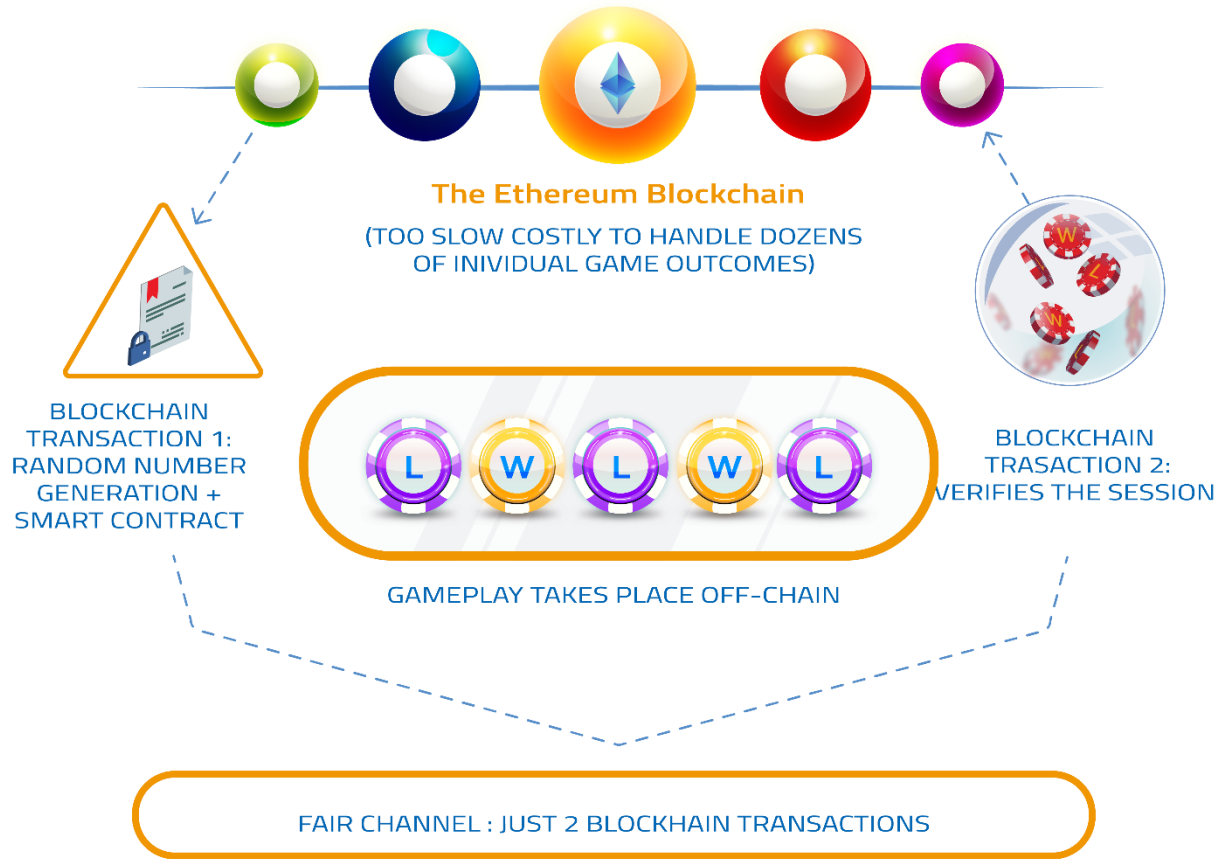 The Ethereum Blockchain
(TOO SLOW COSTLY TO HANDLE DOZENS
OF INIVIDUAL GAME OUTCOMES)
W
L
W
BLOCKCHAIN
TRANSACTION 1:
RANDOM NUMBER
GENERATION +
SMART CONTRACT
L W L W L
GAMEPLAY TAKES PLACE OFF-CHAIN
BLOCKCHAIN
TRASACTION 2:
VERIFIES THE SESSION
FAIR CHANNEL : JUST 2 BLOCKHAIN TRANSACTIONS